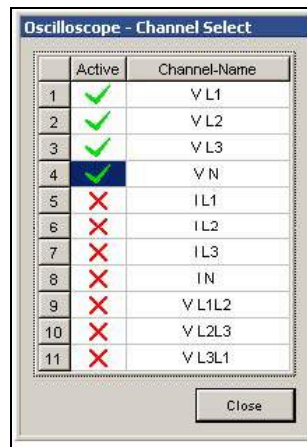 Oscilloscope - Channel Select
Active Channel-Name
1 V L1
2 V L2
3 V L3
4 V N
5 I L1
6 I L2
7 I L3
8 I N
9 V L1L2
10 V L2L3
11 V L3L1
Close